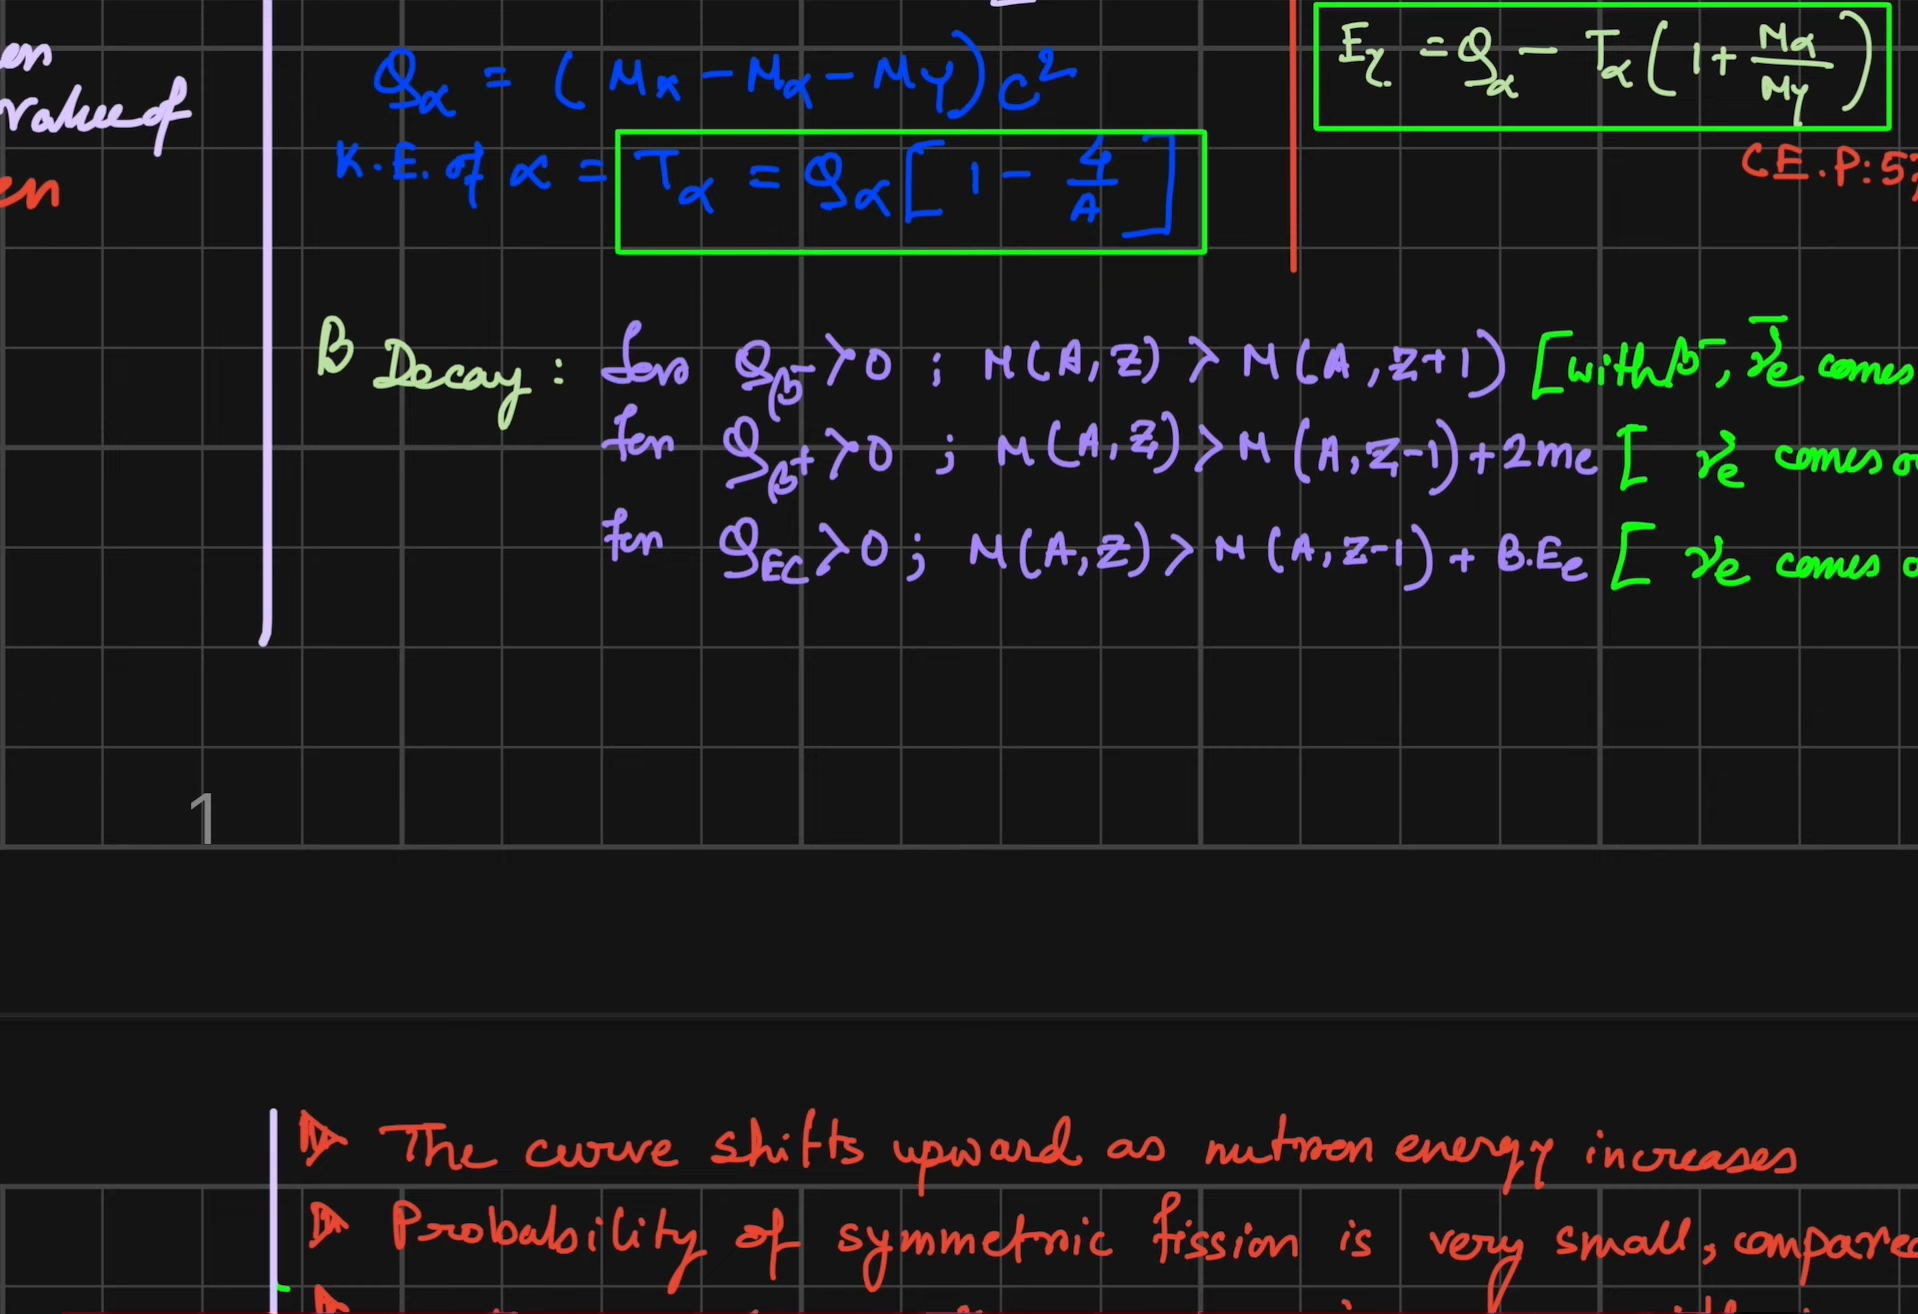 en
value of
en
Qα = (Mx - Mα - My)c²
K.E. of α = Tα = Qα[1 - 4/A]
Eγ = Qα - Tα(1 + Mα/My)
C.E.P:57
β Decay : for Qβ- > 0 ; M(A,Z) > M(A,Z+1) [with β-, ν̄e comes
for Qβ+ > 0 ; M(A,Z) > M(A,Z-1) + 2me [ νe comes o
for QEC > 0 ; M(A,Z) > M(A,Z-1) + B.Ee [ νe comes o
1
The curve shifts upward as nutron energy increases
Probability of symmetric fission is very small, compared